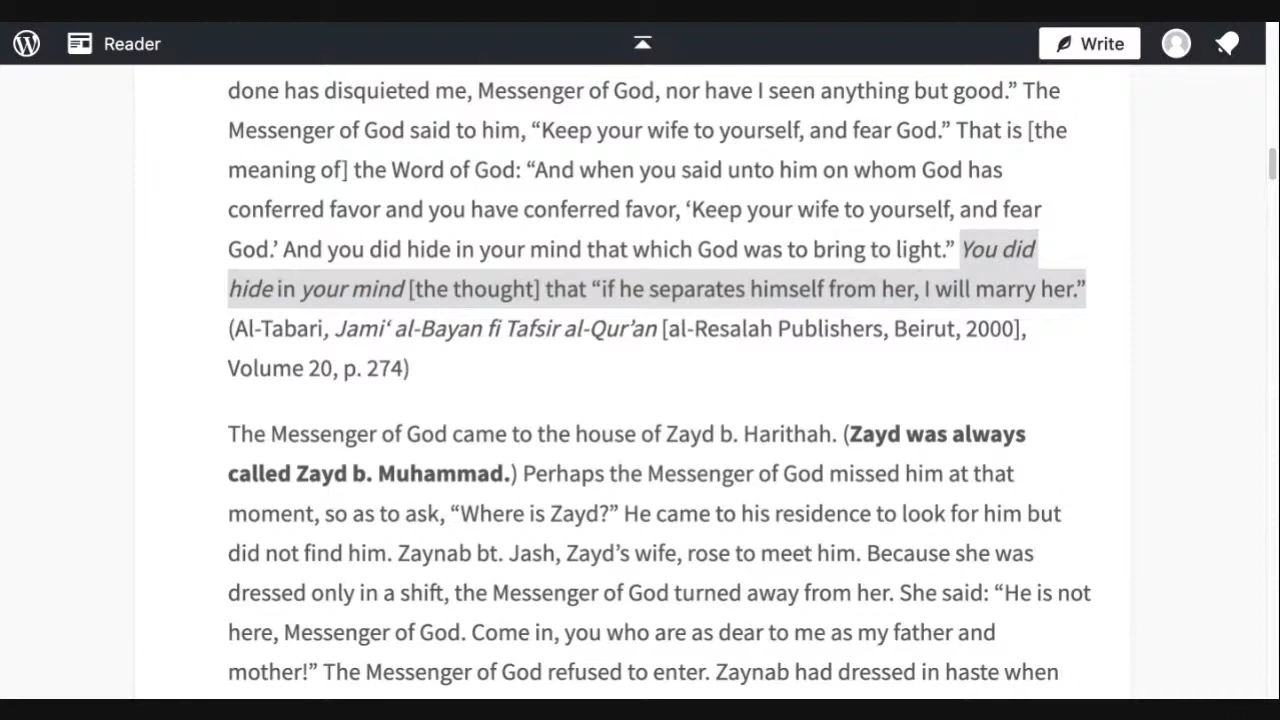 Reader
Write
done has disquieted me, Messenger of God, nor have I seen anything but good.” The
Messenger of God said to him, “Keep your wife to yourself, and fear God.” That is [the
meaning of] the Word of God: “And when you said unto him on whom God has
conferred favor and you have conferred favor, ‘Keep your wife to yourself, and fear
God.’ And you did hide in your mind that which God was to bring to light.” You did
hide in your mind [the thought] that “if he separates himself from her, I will marry her.”
(Al-Tabari, Jami‘ al-Bayan fi Tafsir al-Qur’an [al-Resalah Publishers, Beirut, 2000],
Volume 20, p. 274)
The Messenger of God came to the house of Zayd b. Harithah. (Zayd was always
called Zayd b. Muhammad.) Perhaps the Messenger of God missed him at that
moment, so as to ask, “Where is Zayd?” He came to his residence to look for him but
did not find him. Zaynab bt. Jash, Zayd’s wife, rose to meet him. Because she was
dressed only in a shift, the Messenger of God turned away from her. She said: “He is not
here, Messenger of God. Come in, you who are as dear to me as my father and
mother!” The Messenger of God refused to enter. Zaynab had dressed in haste when